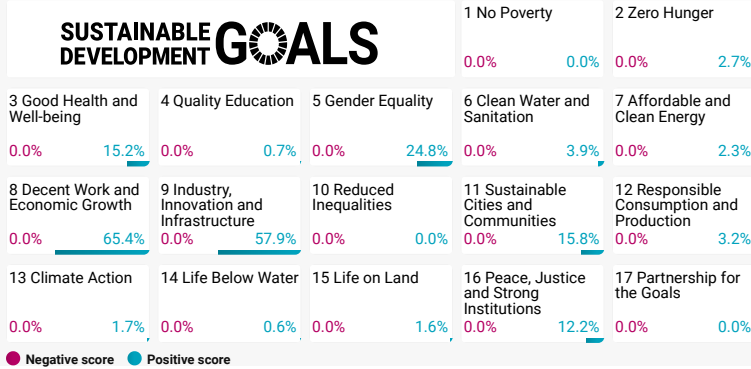 SUSTAINABLE
DEVELOPMENT
GOALS
1 No Poverty
0.0% 0.0%
2 Zero Hunger
0.0% 2.7%
3 Good Health and
Well-being
0.0% 15.2%
4 Quality Education
0.0% 0.7%
5 Gender Equality
0.0% 24.8%
6 Clean Water and
Sanitation
0.0% 3.9%
7 Affordable and
Clean Energy
0.0% 2.3%
8 Decent Work and
Economic Growth
0.0% 65.4%
9 Industry,
Innovation and
Infrastructure
0.0% 57.9%
10 Reduced
Inequalities
0.0% 0.0%
11 Sustainable
Cities and
Communities
0.0% 15.8%
12 Responsible
Consumption and
Production
0.0% 3.2%
13 Climate Action
0.0% 1.7%
14 Life Below Water
0.0% 0.6%
15 Life on Land
0.0% 1.6%
16 Peace, Justice
and Strong
Institutions
0.0% 12.2%
17 Partnership for
the Goals
0.0% 0.0%
Negative score Positive score